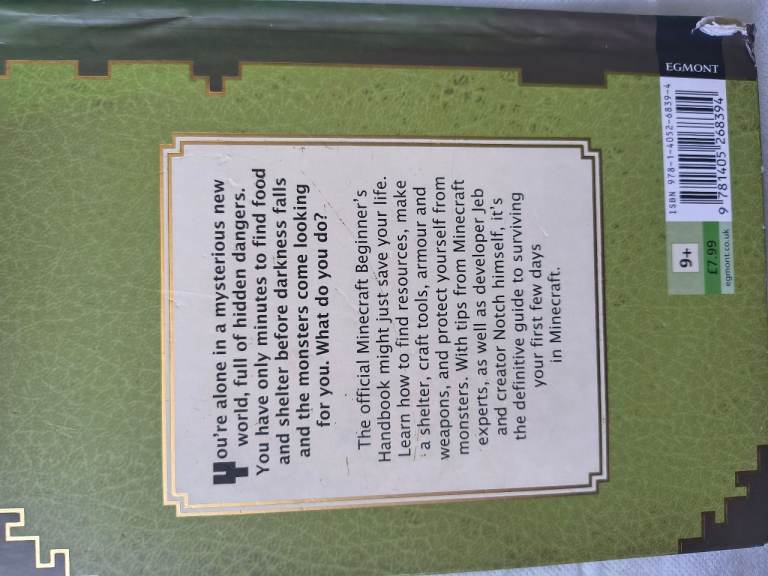 You're alone in a mysterious new
world, full of hidden dangers.
You have only minutes to find food
and shelter before darkness falls
and the monsters come looking
for you. What do you do?
The official Minecraft Beginner's
Handbook might just save your life.
Learn how to find resources, make
a shelter, craft tools, armour and
weapons, and protect yourself from
monsters. With tips from Minecraft
experts, as well as developer Jeb
and creator Notch himself, it's
the definitive guide to surviving
your first few days
in Minecraft.
EGMONT
ISBN 978-1-4052-6839-4
9 781405 268394
9+
£7.99
egmont.co.uk